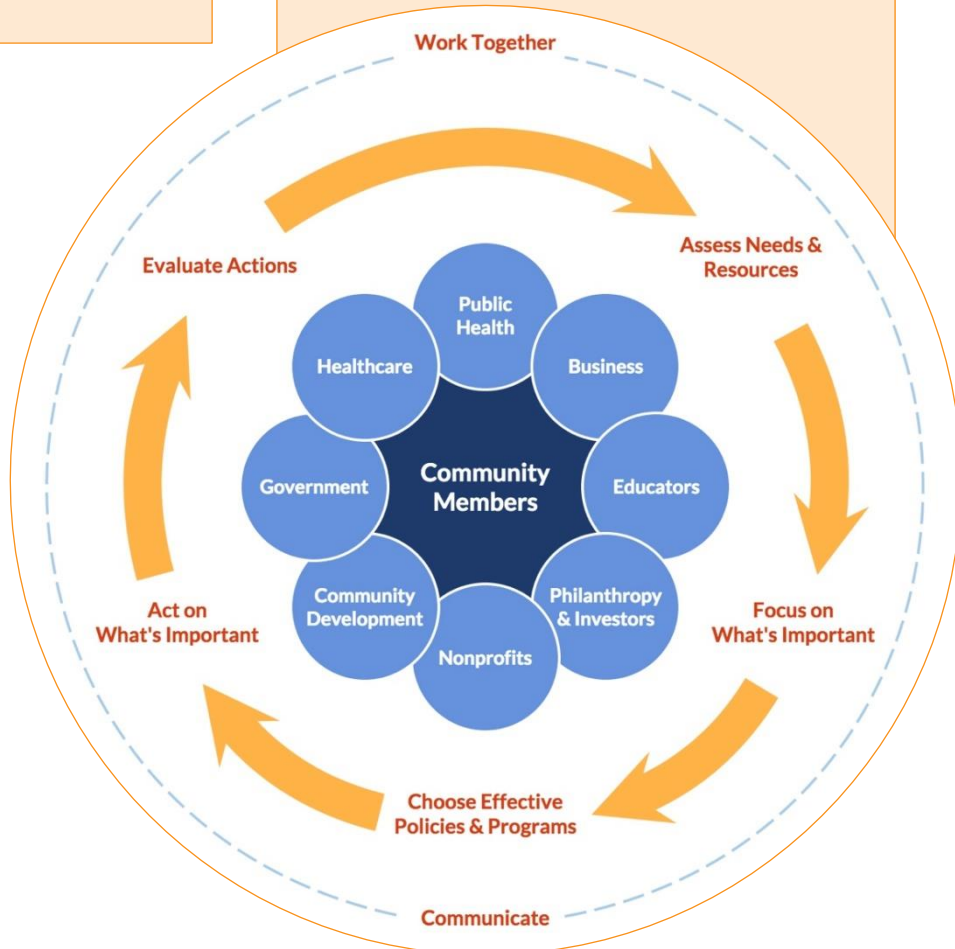 Work Together
Evaluate Actions
Assess Needs &
Resources
Public
Health
Healthcare
Business
Government
Community
Members
Educators
Community
Development
Philanthropy
& Investors
Nonprofits
Act on
What's Important
Focus on
What's Important
Choose Effective
Policies & Programs
Communicate